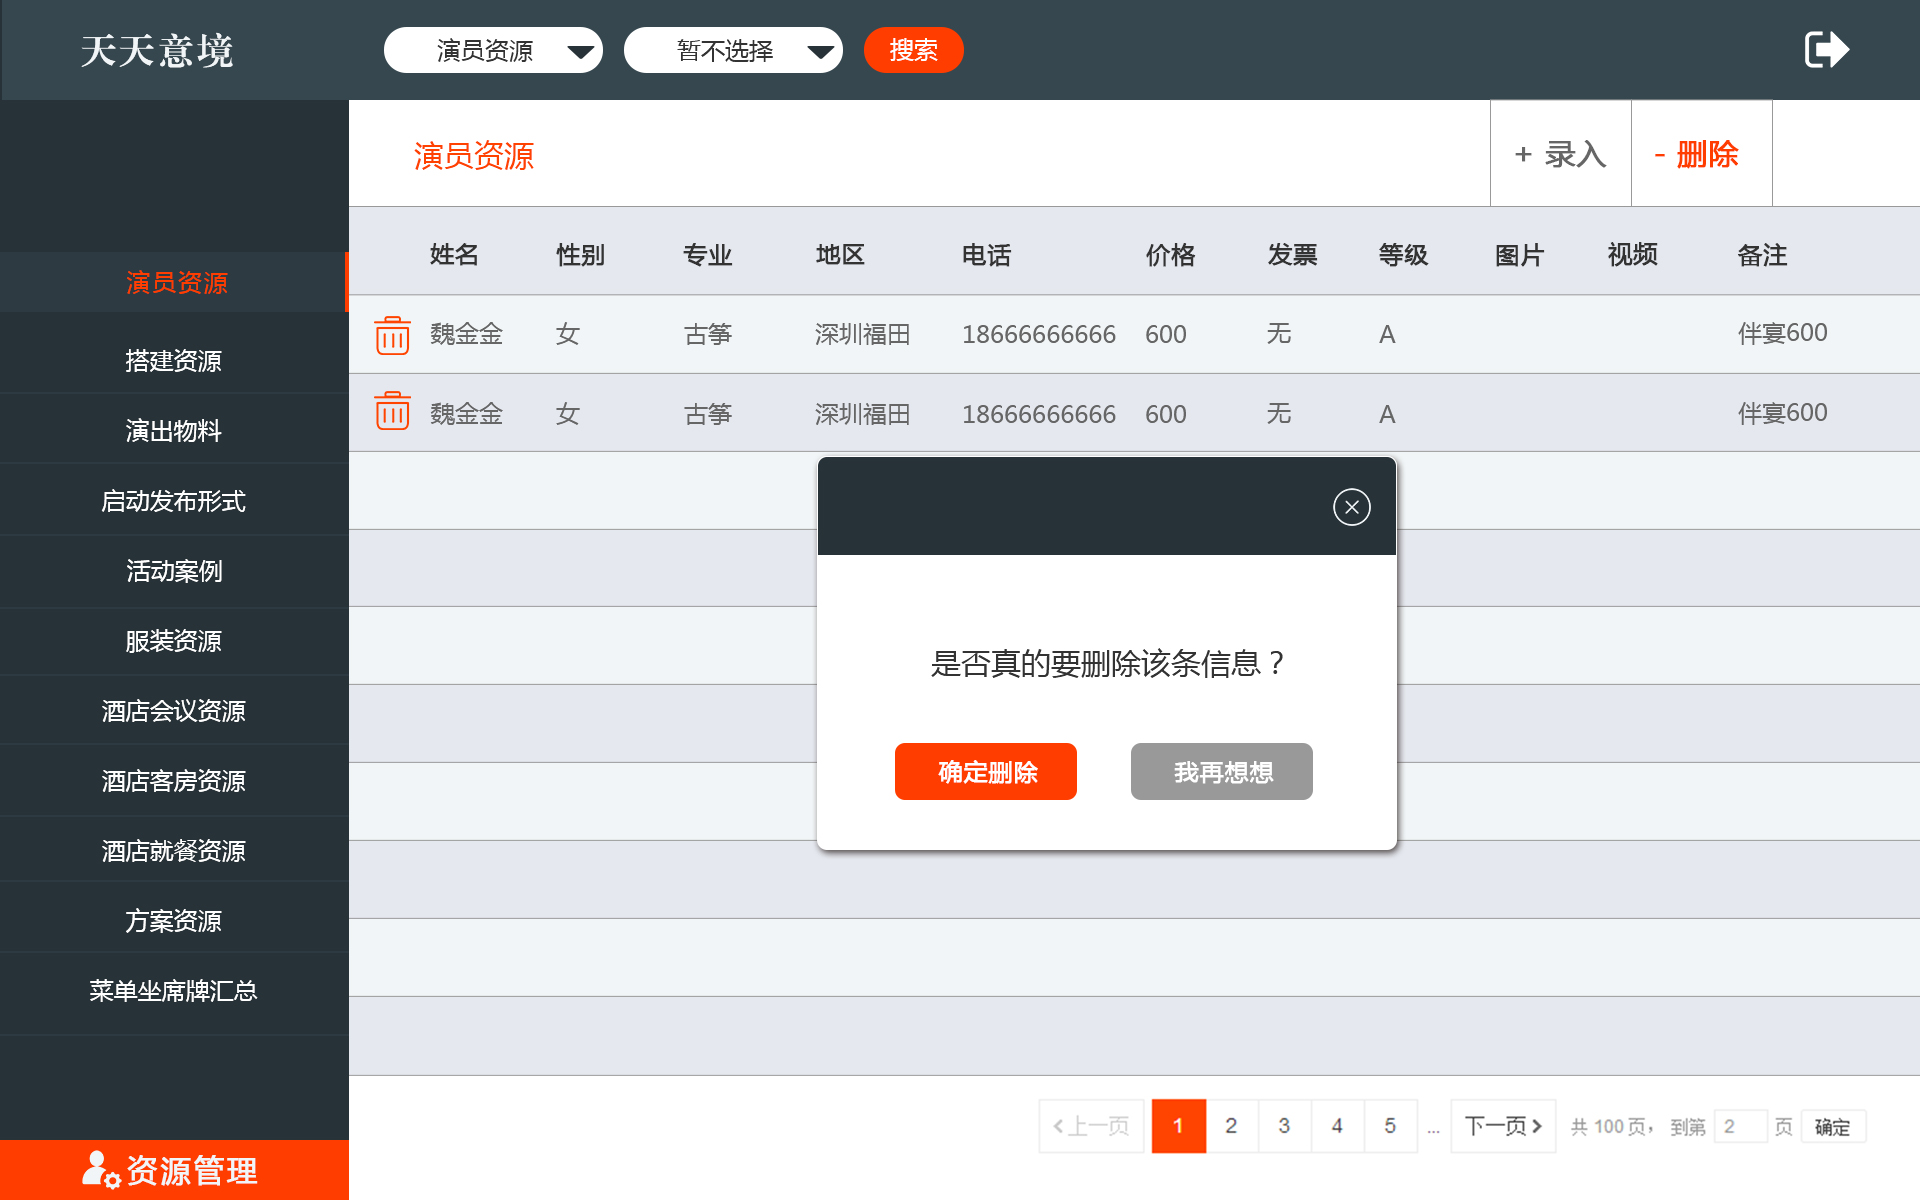 天天意境
演员资源 暂不选择 搜索
演员资源 + 录入 - 删除
姓名 性别 专业 地区 电话 价格 发票 等级 图片 视频 备注
魏金金 女 古筝 深圳福田 18666666666 600 无 A 伴宴600
魏金金 女 古筝 深圳福田 18666666666 600 无 A 伴宴600
演员资源
搭建资源
演出物料
启动发布形式
活动案例
服装资源
酒店会议资源
酒店客房资源
酒店就餐资源
方案资源
菜单坐席牌汇总
资源管理
是否真的要删除该条信息？
确定删除 我再想想
上一页 1 2 3 4 5 ... 下一页 共 100 页， 到第 2 页 确定